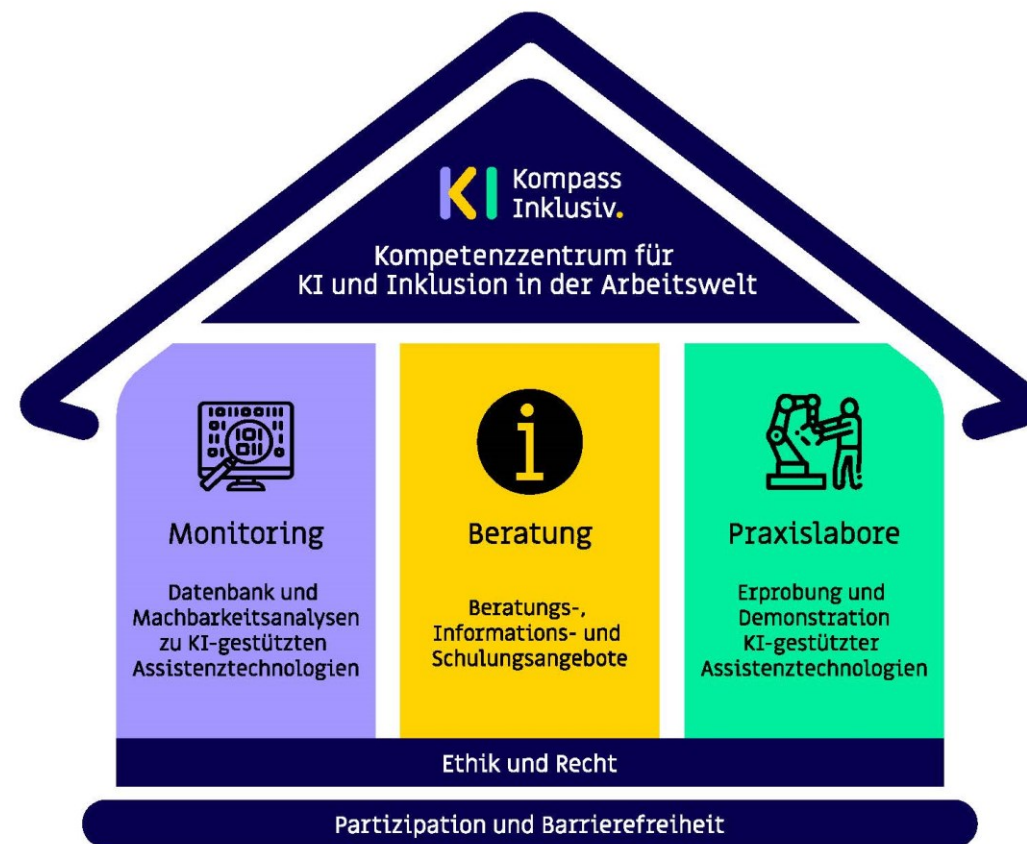 KI Kompass
Inklusiv.
Kompetenzzentrum für
KI und Inklusion in der Arbeitswelt
Monitoring
Datenbank und
Machbarkeitsanalysen
zu KI-gestützten
Assistenztechnologien
Beratung
Beratungs-,
Informations- und
Schulungsangebote
Praxislabore
Erprobung und
Demonstration
KI-gestützter
Assistenztechnologien
Ethik und Recht
Partizipation und Barrierefreiheit